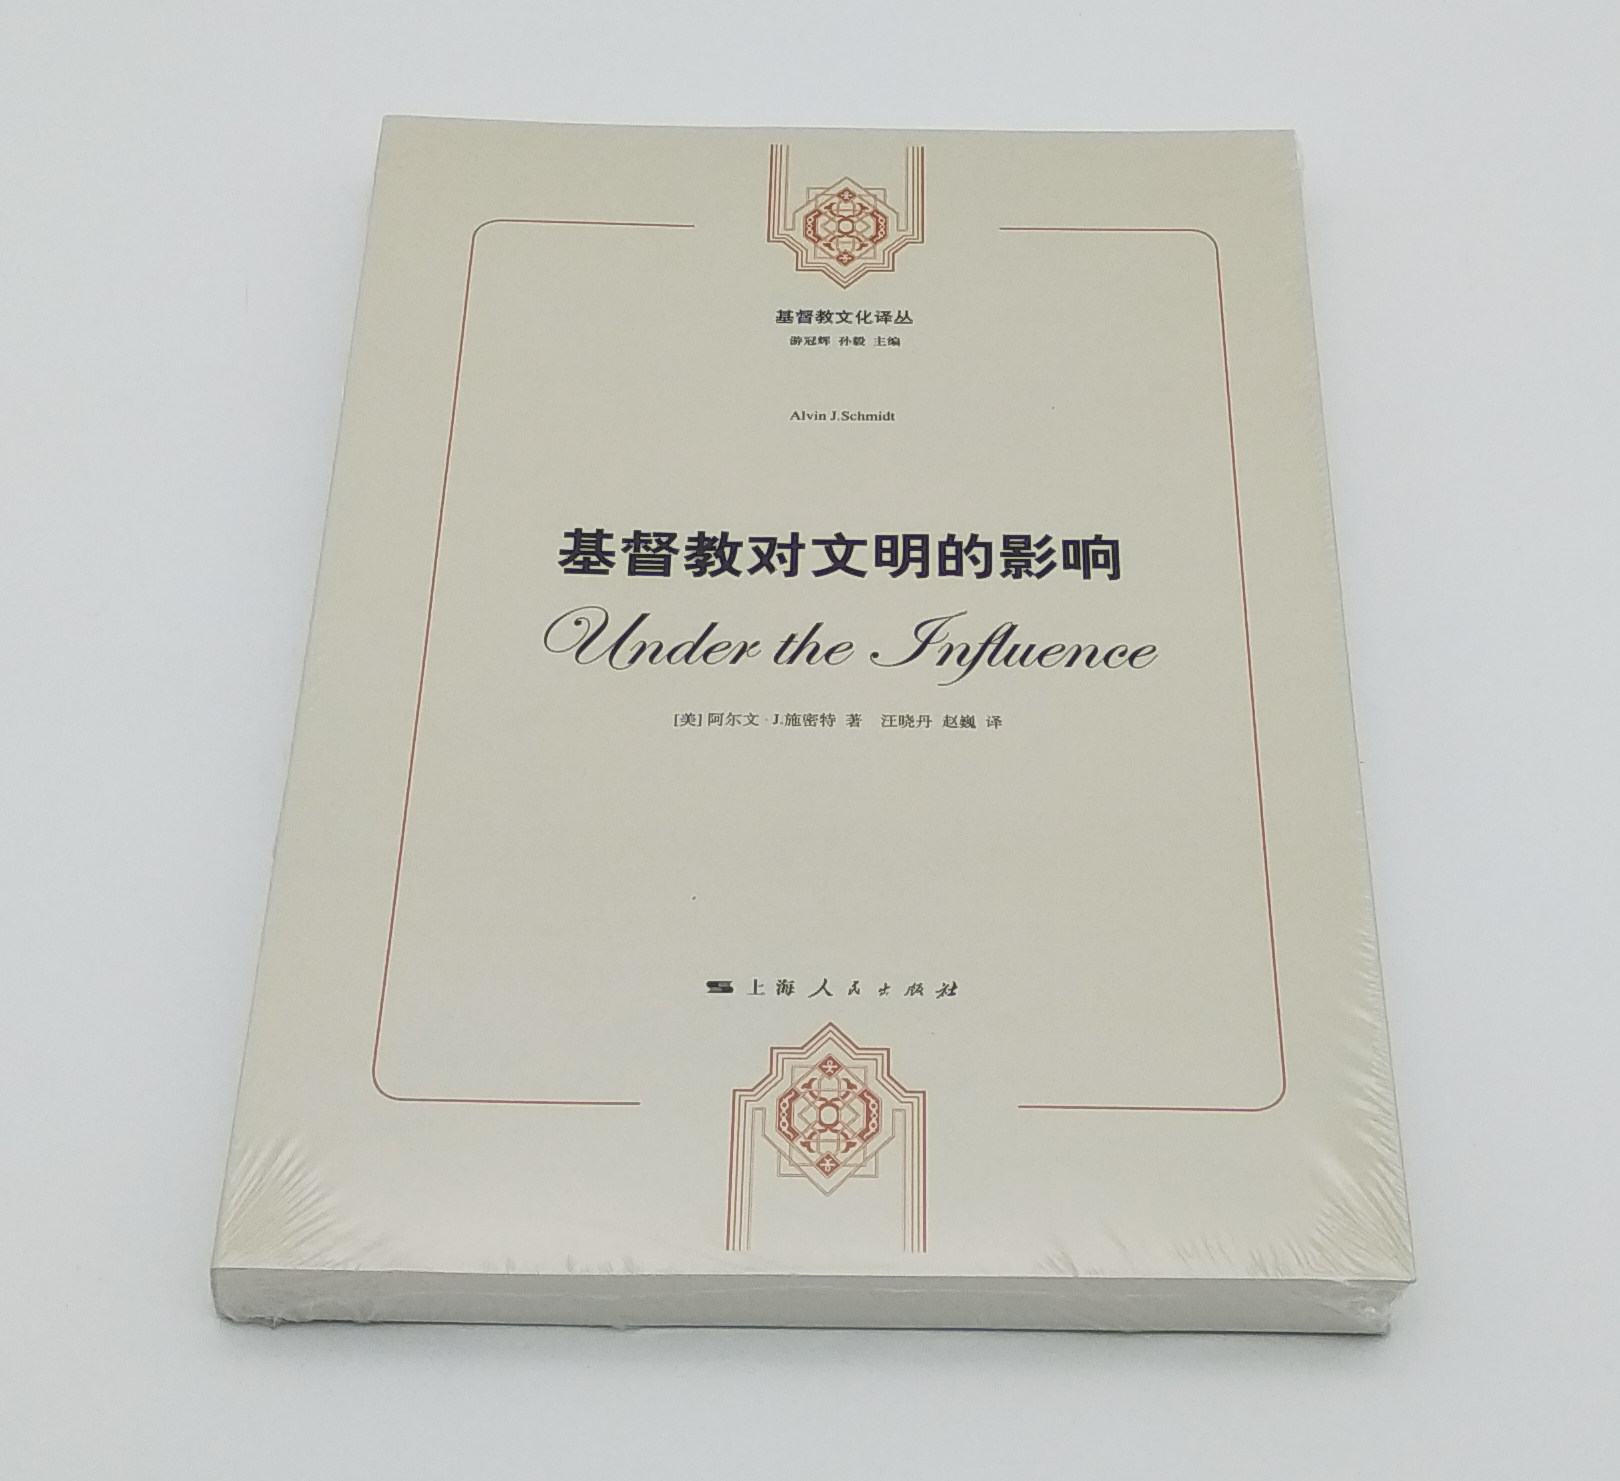 基督教文化译丛
游冠辉 孙毅 主编
Alvin J.Schmidt
基督教对文明的影响
Under the Influence
[美] 阿尔文·J.施密特 著 汪晓丹 赵巍 译
上海人民出版社